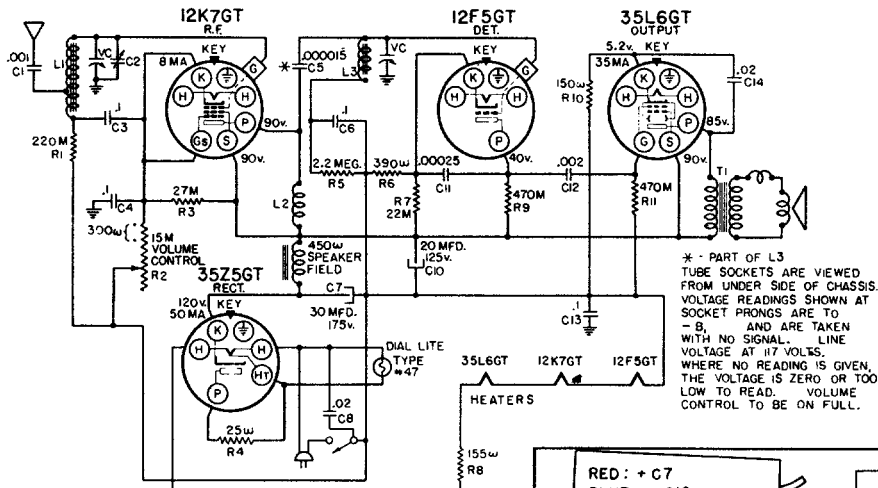 12K7GT
R.F.
12F5GT
DET.
35L6GT
OUTPUT
.001
C1
L1
VC
C2
8MA
KEY
K
H
H
G
P
Gs
S
90v.
90v.
* .000015
C5
L3
VC
KEY
K
H
H
G
P
40v.
5.2v.
35MA
KEY
K
H
H
P
G
S
85v.
90v.
150ω
R10
.02
C14
.1
C3
.1
C6
220M
R1
2.2 MEG.
R5
390ω
R6
.00025
C11
.002
C12
T1
.1
C4
27M
R3
L2
R7
22M
470M
R9
470M
R11
300ω
15M
VOLUME
CONTROL
R2
450ω
SPEAKER
FIELD
20 MFD.
125v.
C10
35Z5GT
RECT.
120v.
50MA
KEY
C7
30 MFD.
175v.
.1
C13
K
H
H
HT
P
DIAL LITE
TYPE
#47
.02
C8
25ω
R4
35L6GT
12K7GT
12F5GT
HEATERS
155ω
R8
* - PART OF L3
TUBE SOCKETS ARE VIEWED
FROM UNDER SIDE OF CHASSIS.
VOLTAGE READINGS SHOWN AT
SOCKET PRONGS ARE TO
- B, AND ARE TAKEN
WITH NO SIGNAL. LINE
VOLTAGE AT 117 VOLTS.
WHERE NO READING IS GIVEN,
THE VOLTAGE IS ZERO OR TOO
LOW TO READ. VOLUME
CONTROL TO BE ON FULL.
RED: + C7